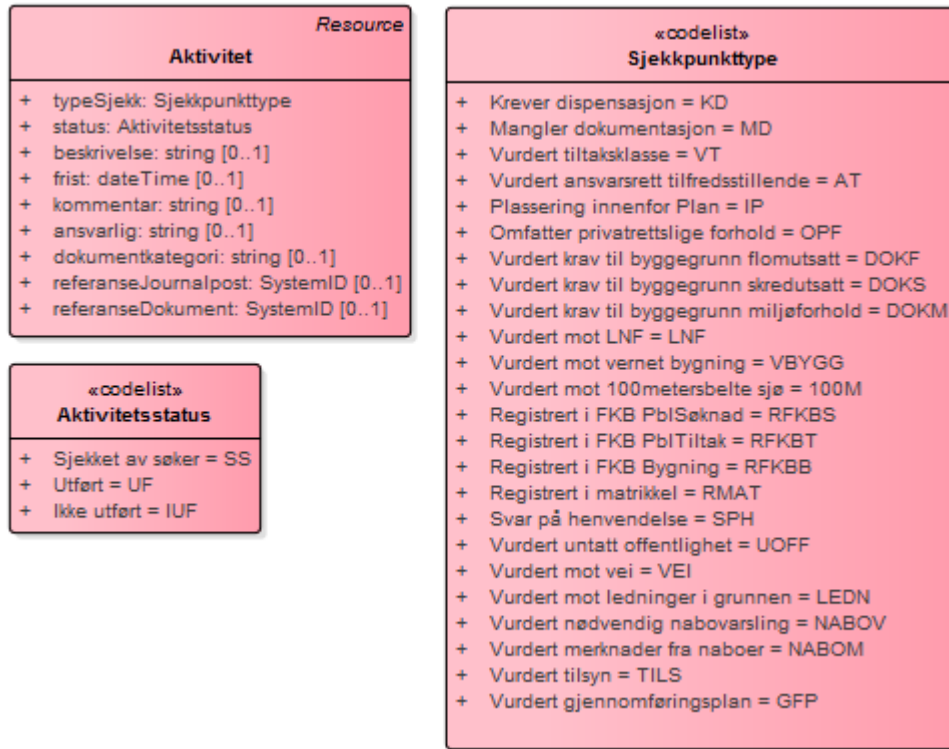 Resource
Aktivitet
+ typeSjekk: Sjekkpunkttype
+ status: Aktivitetsstatus
+ beskrivelse: string [0..1]
+ frist: dateTime [0..1]
+ kommentar: string [0..1]
+ ansvarlig: string [0..1]
+ dokumentkategori: string [0..1]
+ referanseJournalpost: SystemID [0..1]
+ referanseDokument: SystemID [0..1]
«codelist»
Aktivitetsstatus
+ Sjekket av søker = SS
+ Utført = UF
+ Ikke utført = IUF
«codelist»
Sjekkpunkttype
+ Krever dispensasjon = KD
+ Mangler dokumentasjon = MD
+ Vurdert tiltaksklasse = VT
+ Vurdert ansvarsrett tilfredsstillende = AT
+ Plassering innenfor Plan = IP
+ Omfatter privatrettslige forhold = OPF
+ Vurdert krav til byggegrunn flomutsatt = DOKF
+ Vurdert krav til byggegrunn skredutsatt = DOKS
+ Vurdert krav til byggegrunn miljøforhold = DOKM
+ Vurdert mot LNF = LNF
+ Vurdert mot vernet bygning = VBYGG
+ Vurdert mot 100metersbelte sjø = 100M
+ Registrert i FKB PblSøknad = RFKBS
+ Registrert i FKB PblTiltak = RFKBT
+ Registrert i FKB Bygning = RFKBB
+ Registrert i matrikkel = RMAT
+ Svar på henvendelse = SPH
+ Vurdert untatt offentlighet = UOFF
+ Vurdert mot vei = VEI
+ Vurdert mot ledninger i grunnen = LEDN
+ Vurdert nødvendig nabovarsling = NABOV
+ Vurdert merknader fra naboer = NABOM
+ Vurdert tilsyn = TILS
+ Vurdert gjennomføringsplan = GFP